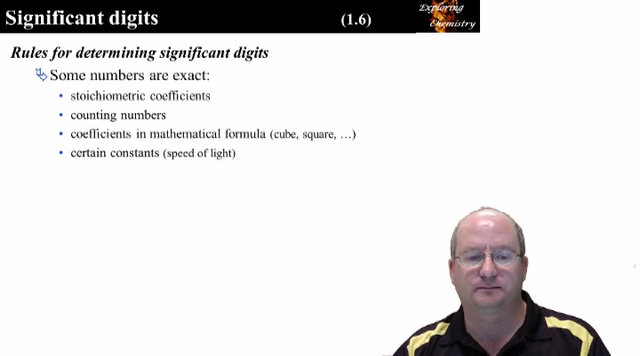 Significant digits (1.6)
Exploring
Chemistry
Rules for determining significant digits
Some numbers are exact:
• stoichiometric coefficients
• counting numbers
• coefficients in mathematical formula (cube, square, …)
• certain constants (speed of light)